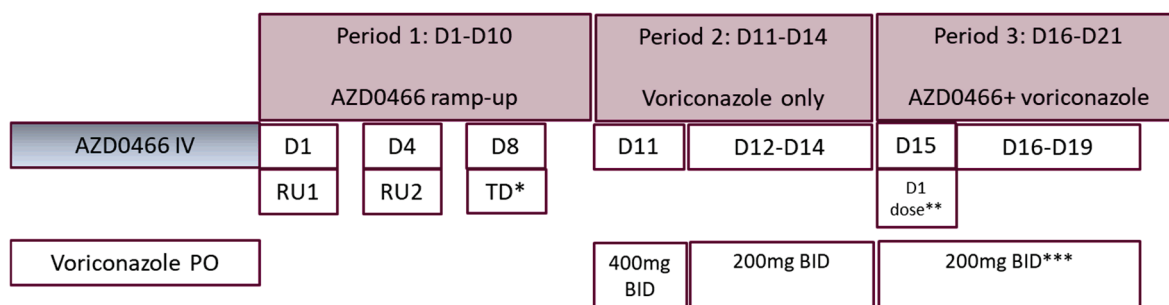 Period 1: D1-D10
AZD0466 ramp-up
Period 2: D11-D14
Voriconazole only
Period 3: D16-D21
AZD0466+ voriconazole
AZD0466 IV
D1
D4
D8
D11
D12-D14
D15
D16-D19
RU1
RU2
TD*
D1
dose**
Voriconazole PO
400mg
BID
200mg BID
200mg BID***